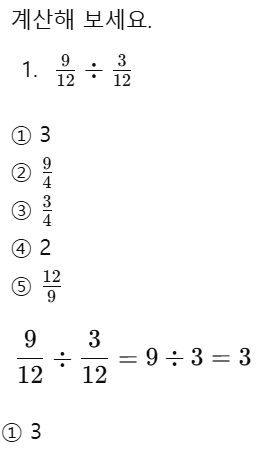 계산해 보세요.
1. 9/12 ÷ 3/12
① 3
② 9/4
③ 3/4
④ 2
⑤ 12/9
9/12 ÷ 3/12 = 9 ÷ 3 = 3
① 3